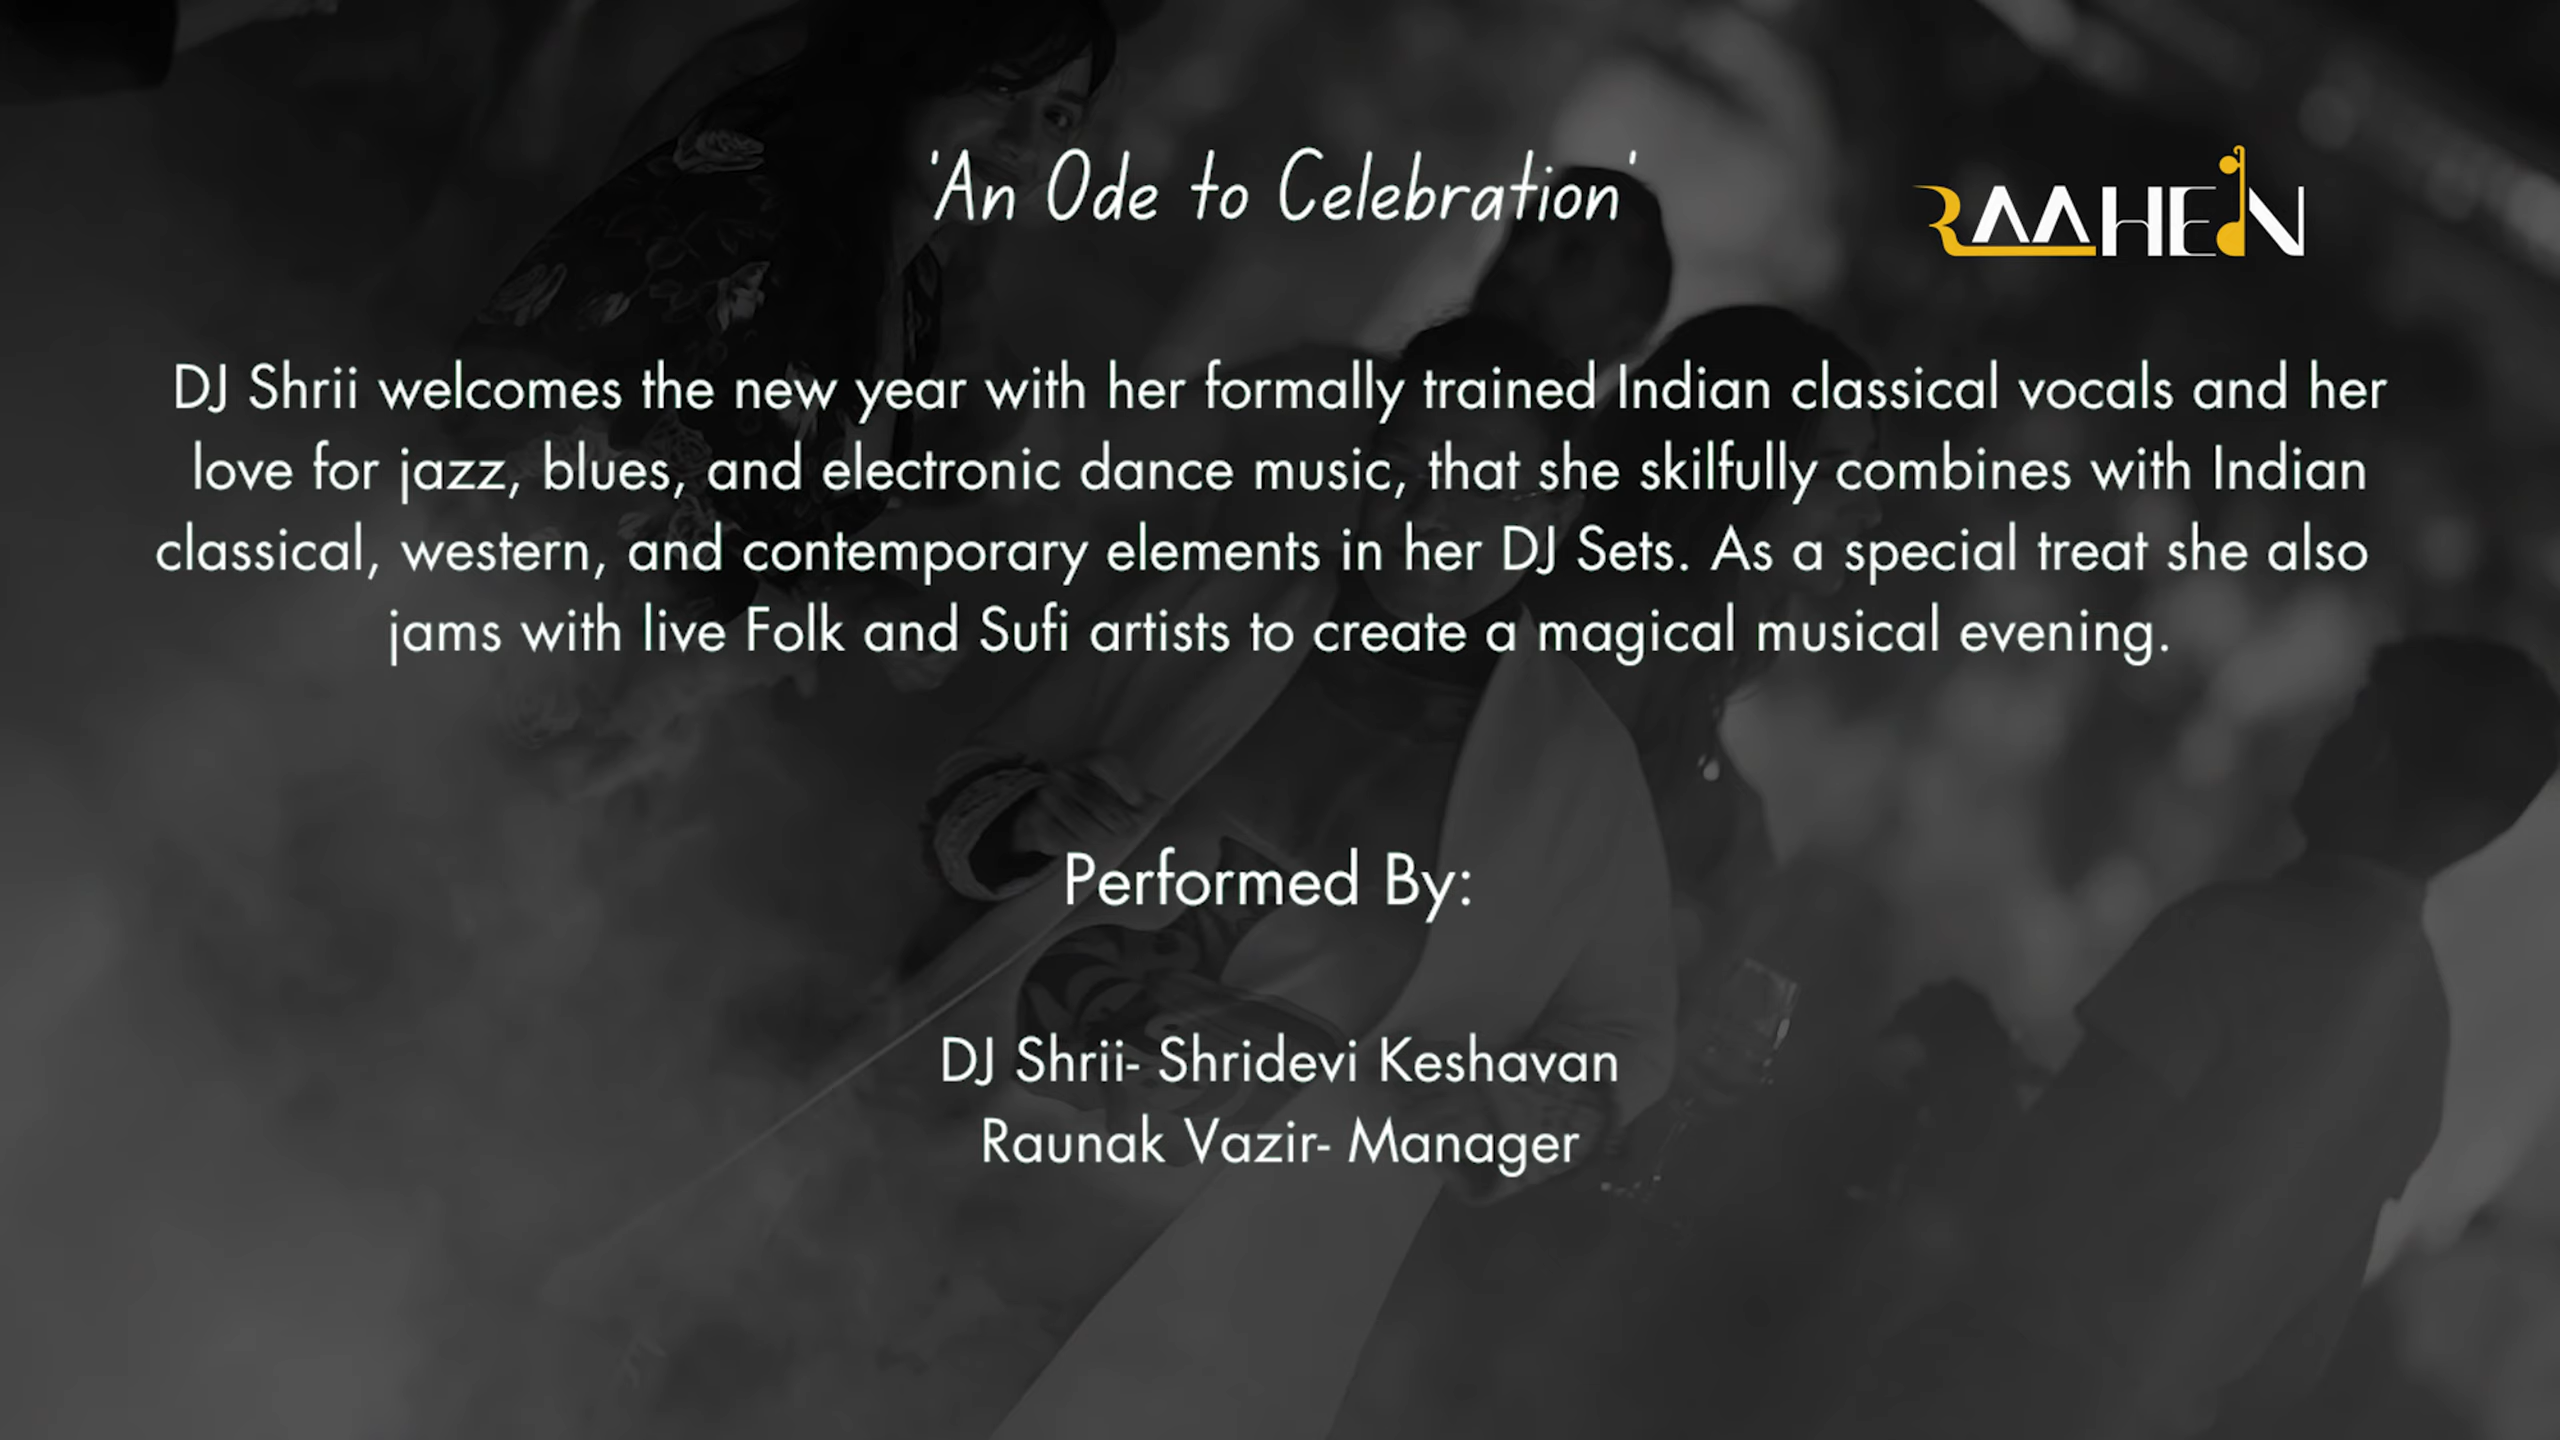 'An Ode to Celebration'
RAAHEIN
DJ Shrii welcomes the new year with her formally trained Indian classical vocals and her
love for jazz, blues, and electronic dance music, that she skilfully combines with Indian
classical, western, and contemporary elements in her DJ Sets. As a special treat she also
jams with live Folk and Sufi artists to create a magical musical evening.
Performed By:
DJ Shrii- Shridevi Keshavan
Raunak Vazir- Manager